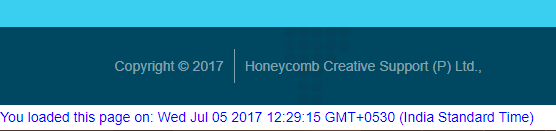 Copyright © 2017 Honeycomb Creative Support (P) Ltd.,
You loaded this page on: Wed Jul 05 2017 12:29:15 GMT+0530 (India Standard Time)